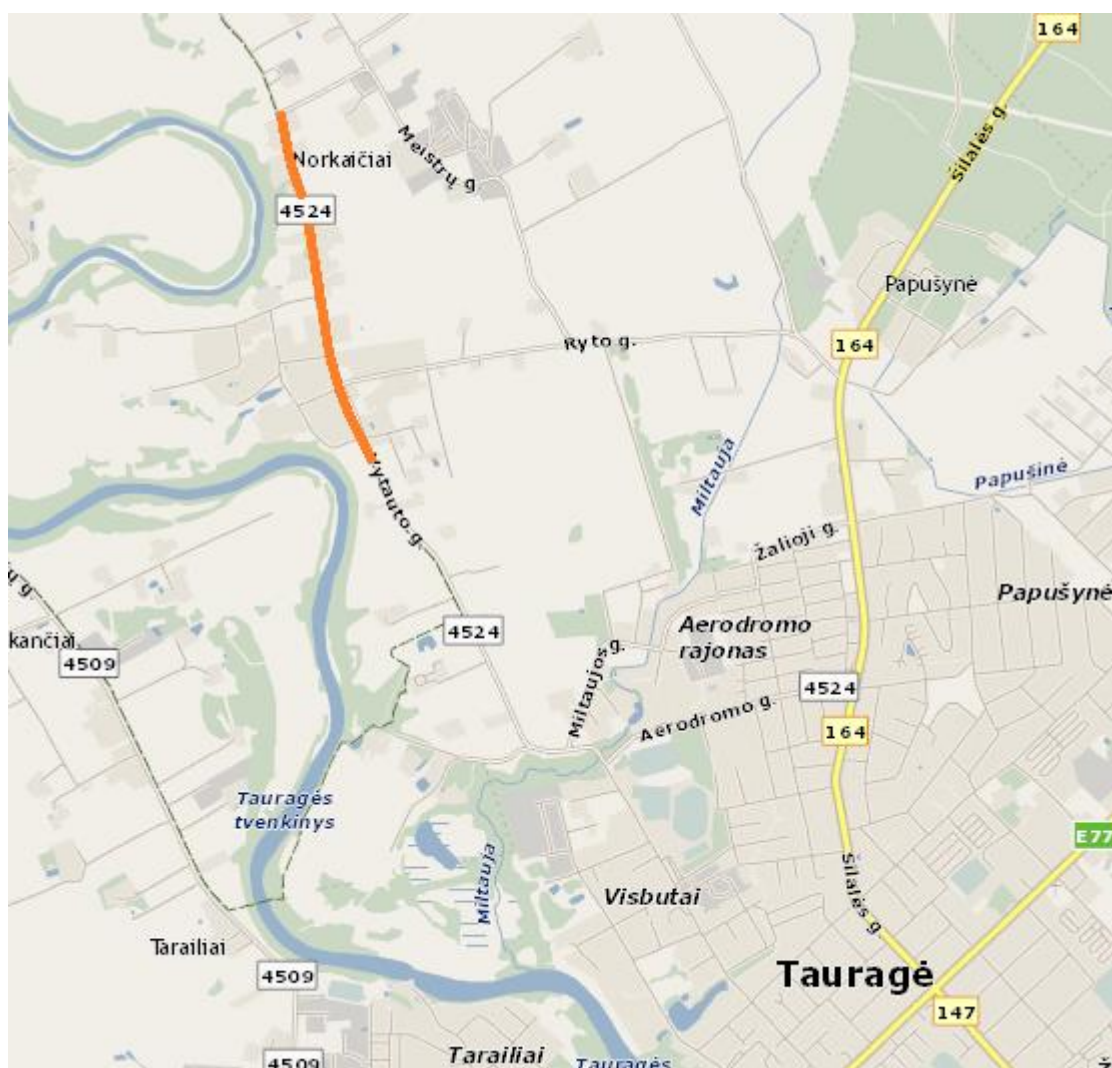 164
Šilalės g.
Meistrų g.
Norkaičiai
4524
Papušynė
Ryto g.
164
Miltauja
Papušinė
Vytauto g.
Žalioji g.
ų g.
Papušynė
kančiai
4509
4524
Aerodromo
rajonas
Miltaujos g.
4524
Aerodromo g.
164
Tauragės
tvenkinys
E77
Miltauja
Šilalės g.
Visbutai
Tarailiai
4509
Tauragė
147
4509
Tarailiai
Tauragės
Ž